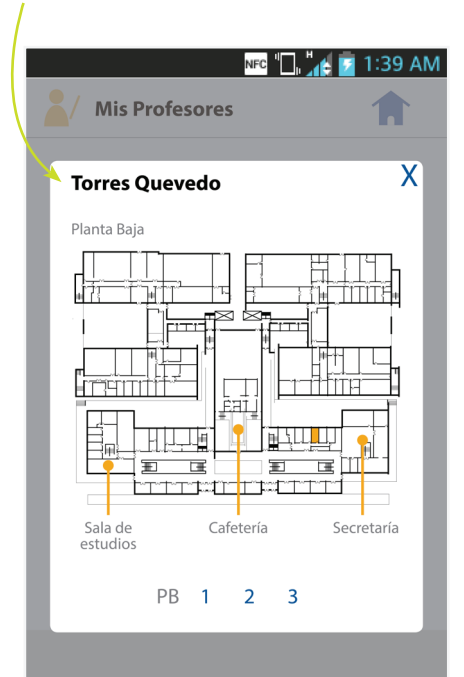 NFC H 1:39 AM
Mis Profesores
Torres Quevedo X
Planta Baja
Sala de
estudios
Cafetería
Secretaría
PB 1 2 3